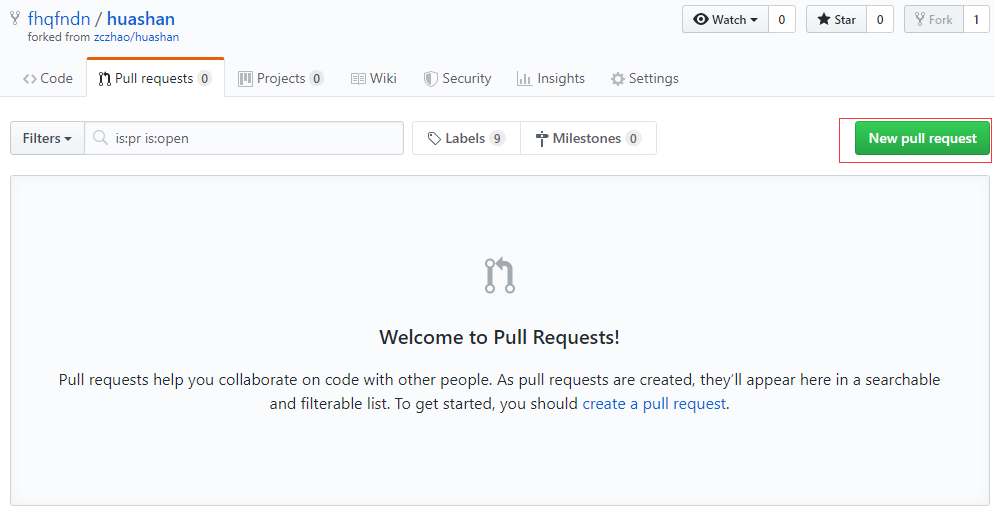 fhqfndn / huashan
forked from zczhao/huashan
Watch 0 Star 0 Fork 1
Code Pull requests 0 Projects 0 Wiki Security Insights Settings
Filters is:pr is:open Labels 9 Milestones 0 New pull request
Welcome to Pull Requests!
Pull requests help you collaborate on code with other people. As pull requests are created, they’ll appear here in a searchable
and filterable list. To get started, you should create a pull request.